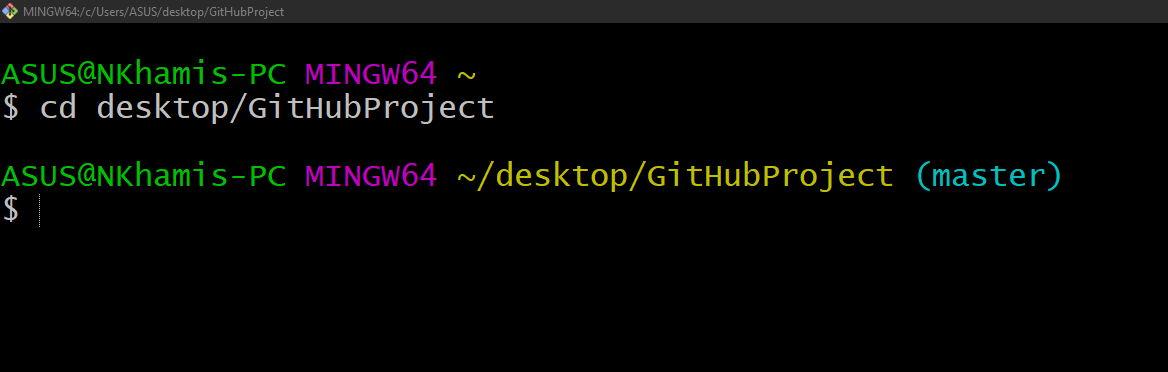 MINGW64:/c/Users/ASUS/desktop/GitHubProject
ASUS@NKhamis-PC MINGW64 ~
$ cd desktop/GitHubProject
ASUS@NKhamis-PC MINGW64 ~/desktop/GitHubProject (master)
$